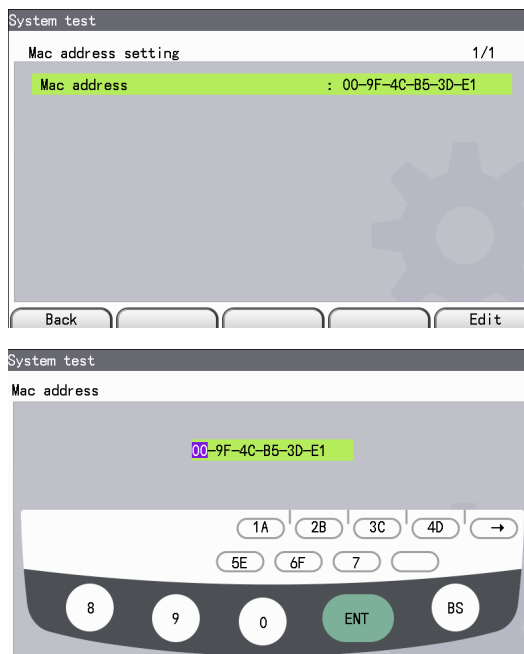 System test
Mac address setting 1/1
Mac address : 00-9F-4C-B5-3D-E1
Back Edit
System test
Mac address
00-9F-4C-B5-3D-E1
1A 2B 3C 4D →
5E 6F 7
8 9 0 ENT BS